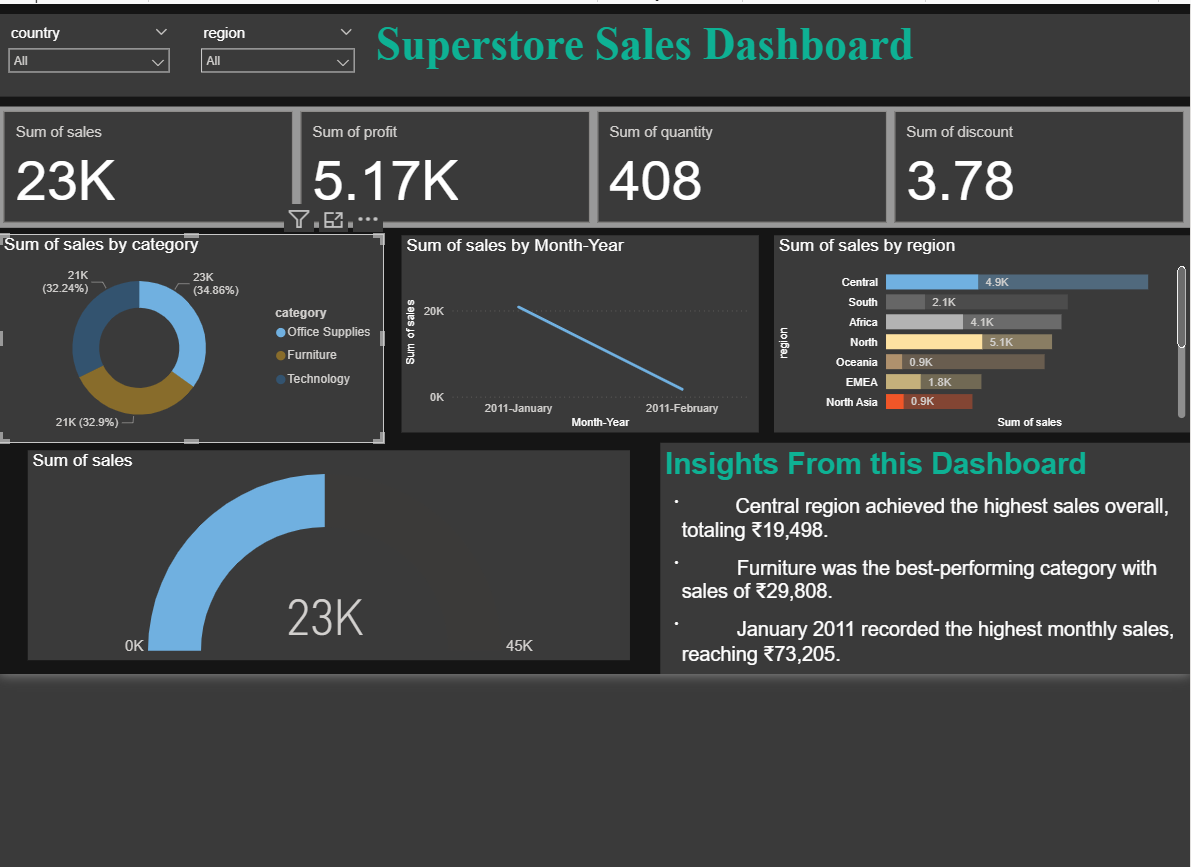 country
region
Superstore Sales Dashboard
All
All
Sum of sales
Sum of profit
Sum of quantity
Sum of discount
23K
5.17K
408
3.78
Sum of sales by category
21K
(32.24%)
23K
(34.86%)
21K (32.9%)
category
Office Supplies
Furniture
Technology
Sum of sales by Month-Year
Sum of sales
20K
0K
2011-January
2011-February
Month-Year
Sum of sales by region
region
Central 4.9K
South 2.1K
Africa 4.1K
North 5.1K
Oceania 0.9K
EMEA 1.8K
North Asia 0.9K
Sum of sales
Sum of sales
23K
0K
45K
Insights From this Dashboard
· Central region achieved the highest sales overall,
totaling ₹19,498.
· Furniture was the best-performing category with
sales of ₹29,808.
· January 2011 recorded the highest monthly sales,
reaching ₹73,205.